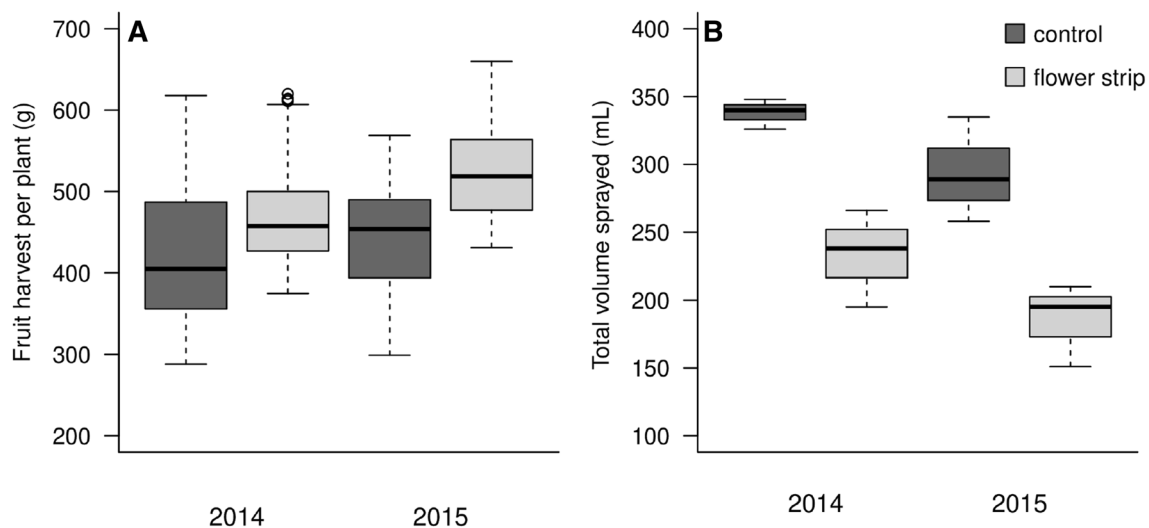 A
700
600
500
400
300
200
Fruit harvest per plant (g)
2014 2015
B
400
350
300
250
200
150
100
Total volume sprayed (mL)
control
flower strip
2014 2015